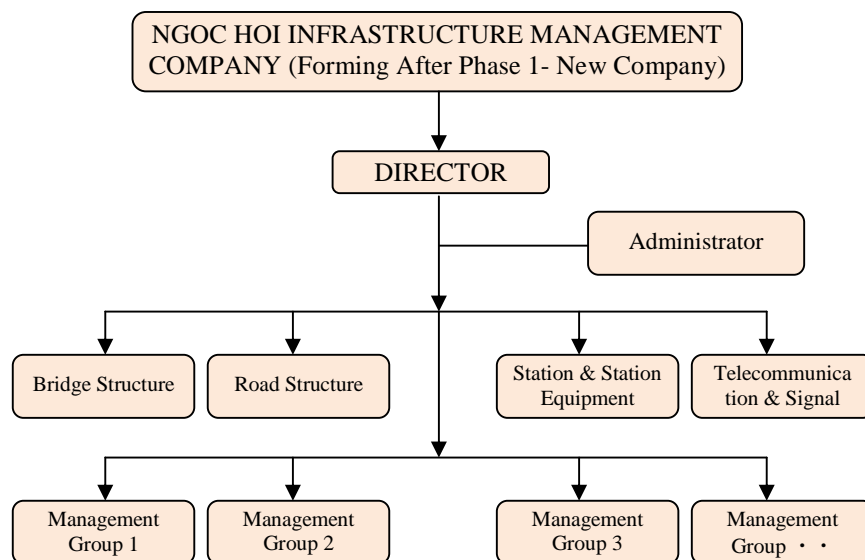 NGOC HOI INFRASTRUCTURE MANAGEMENT
COMPANY (Forming After Phase 1- New Company)
DIRECTOR
Administrator
Bridge Structure
Road Structure
Station & Station
Equipment
Telecommunica
tion & Signal
Management
Group 1
Management
Group 2
Management
Group 3
Management
Group ・・